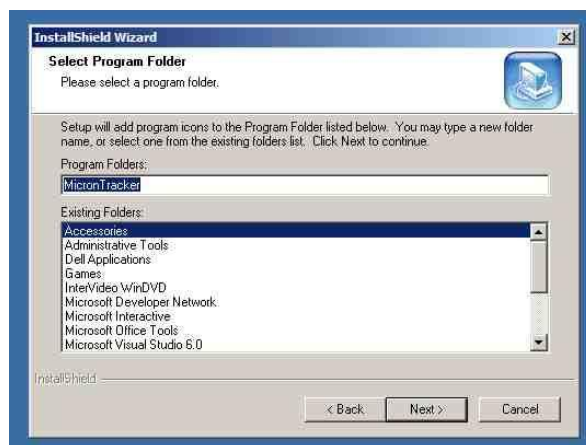 InstallShield Wizard
Select Program Folder
Please select a program folder.
Setup will add program icons to the Program Folder listed below. You may type a new folder
name, or select one from the existing folders list. Click Next to continue.
Program Folders:
MicronTracker
Existing Folders:
Accessories
Administrative Tools
Dell Applications
Games
InterVideo WinDVD
Microsoft Developer Network
Microsoft Interactive
Microsoft Office Tools
Microsoft Visual Studio 6.0
InstallShield
< Back Next > Cancel